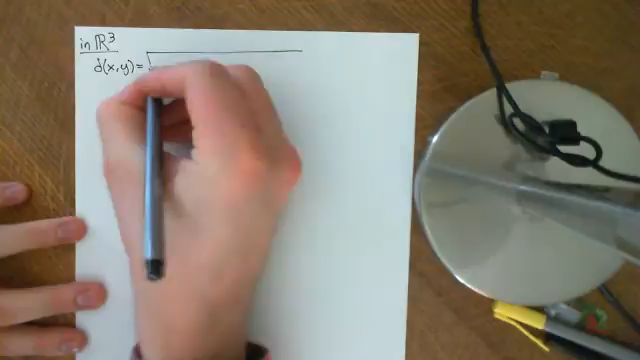 in ℝ³
d(x,y)=√